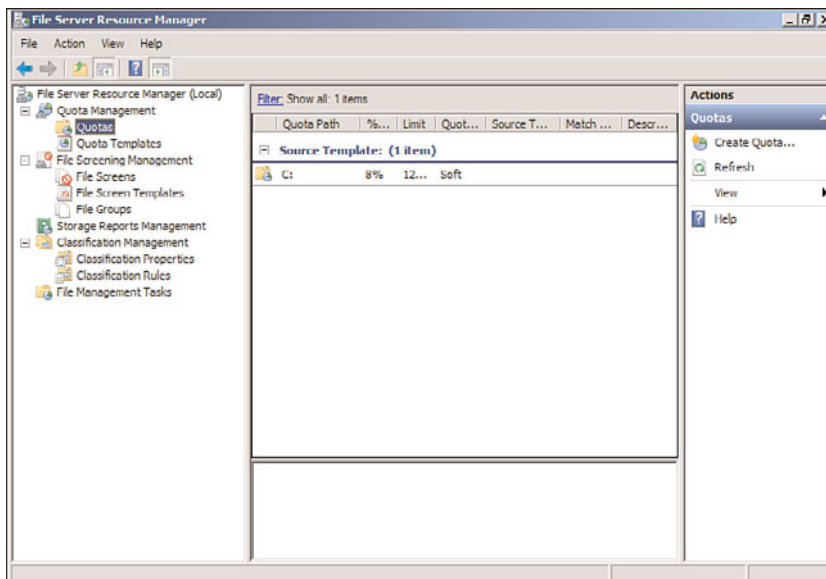 File Server Resource Manager
File Action View Help
File Server Resource Manager (Local)
Quota Management
Quotas
Quota Templates
File Screening Management
File Screens
File Screen Templates
File Groups
Storage Reports Management
Classification Management
Classification Properties
Classification Rules
File Management Tasks
Filter: Show all: 1 items
Quota Path %... Limit Quot... Source T... Match ... Descr...
Source Template: (1 item)
C: 8% 12... Soft
Actions
Quotas
Create Quota...
Refresh
View
Help